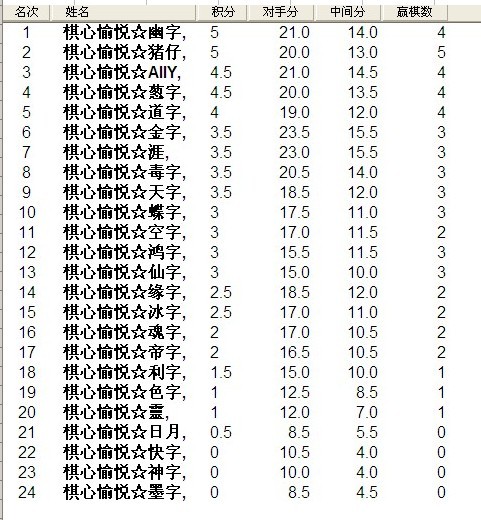 名次 姓名 积分 对手分 中间分 赢棋数
1 棋心愉悦☆幽字, 5 21.0 14.0 4
2 棋心愉悦☆猪仔, 5 20.0 13.0 5
3 棋心愉悦☆AllY, 4.5 21.0 14.5 4
4 棋心愉悦☆葱字, 4.5 20.0 13.5 4
5 棋心愉悦☆道字, 4 19.0 12.0 4
6 棋心愉悦☆金字, 3.5 23.5 15.5 3
7 棋心愉悦☆涯, 3.5 23.0 15.5 3
8 棋心愉悦☆毒字, 3.5 20.5 14.0 3
9 棋心愉悦☆天字, 3.5 18.5 12.0 3
10 棋心愉悦☆蝶字, 3 17.5 11.0 3
11 棋心愉悦☆空字, 3 17.0 11.5 2
12 棋心愉悦☆鸿字, 3 15.5 11.5 3
13 棋心愉悦☆仙字, 3 15.0 10.0 3
14 棋心愉悦☆缘字, 2.5 18.5 12.0 2
15 棋心愉悦☆冰字, 2.5 17.0 11.0 2
16 棋心愉悦☆魂字, 2 17.0 10.5 2
17 棋心愉悦☆帝字, 2 16.5 10.5 2
18 棋心愉悦☆利字, 1.5 15.0 10.0 1
19 棋心愉悦☆色字, 1 12.5 8.5 1
20 棋心愉悦☆靈, 1 12.0 7.0 1
21 棋心愉悦☆日月, 0.5 8.5 5.5 0
22 棋心愉悦☆快字, 0 10.5 4.0 0
23 棋心愉悦☆神字, 0 10.0 4.0 0
24 棋心愉悦☆墨字, 0 8.5 4.5 0